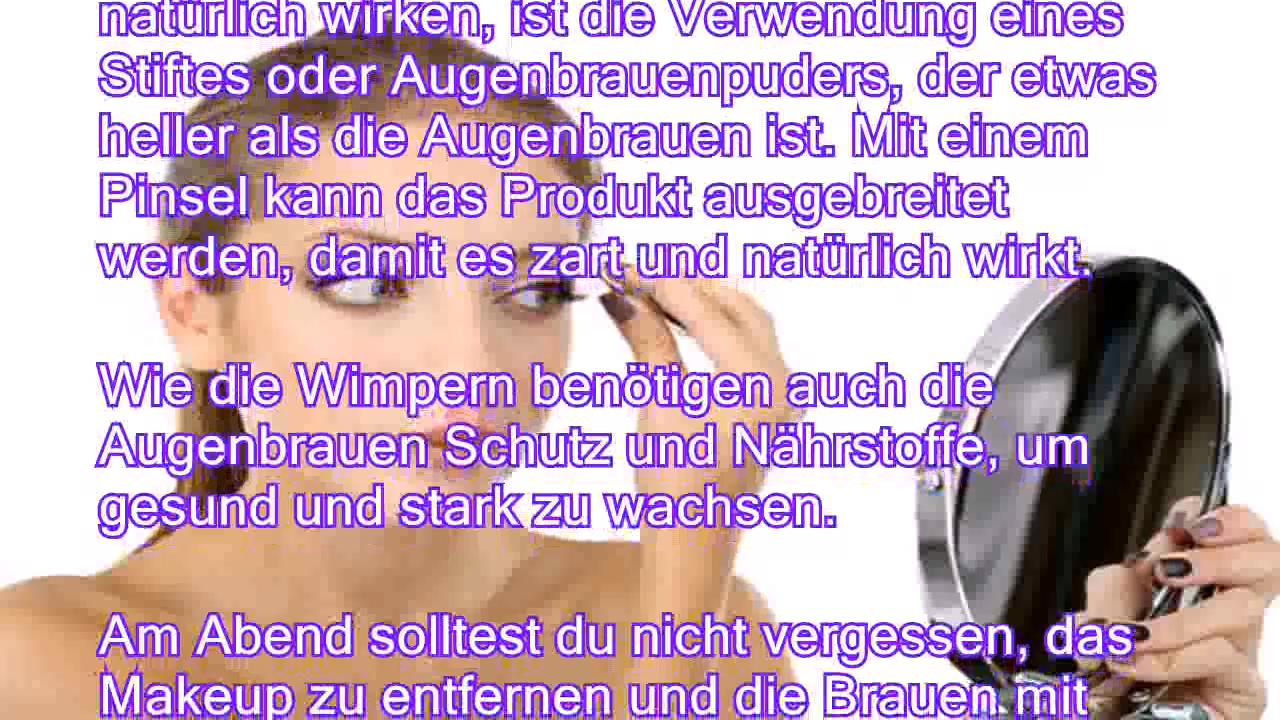 natürlich wirken, ist die Verwendung eines
Stiftes oder Augenbrauenpuders, der etwas
heller als die Augenbrauen ist. Mit einem
Pinsel kann das Produkt ausgebreitet
werden, damit es zart und natürlich wirkt.
Wie die Wimpern benötigen auch die
Augenbrauen Schutz und Nährstoffe, um
gesund und stark zu wachsen.
Am Abend solltest du nicht vergessen, das
Makeup zu entfernen und die Brauen mit